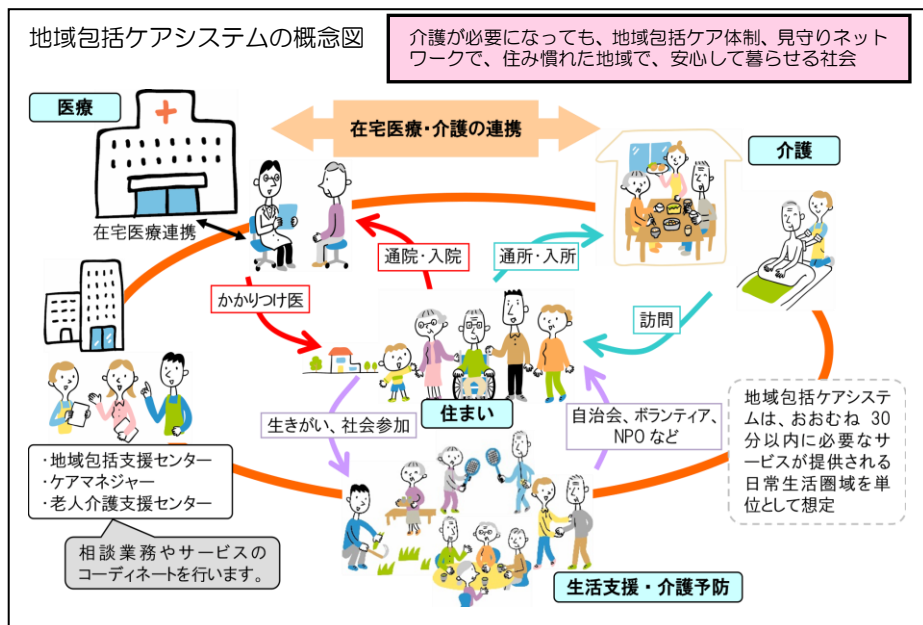 地域包括ケアシステムの概念図
介護が必要になっても、地域包括ケア体制、見守りネット
ワークで、住み慣れた地域で、安心して暮らせる社会
医療
在宅医療・介護の連携
介護
在宅医療連携
通院・入院
通所・入所
かかりつけ医
訪問
住まい
生きがい、社会参加
自治会、ボランティア、
NPO など
・地域包括支援センター
・ケアマネジャー
・老人介護支援センター
相談業務やサービスの
コーディネートを行います。
地域包括ケアシステ
ムは、おおむね 30
分以内に必要なサ
ービスが提供される
日常生活圏域を単
位として想定
生活支援・介護予防